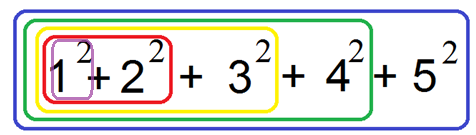 1² + 2² + 3² + 4² + 5²